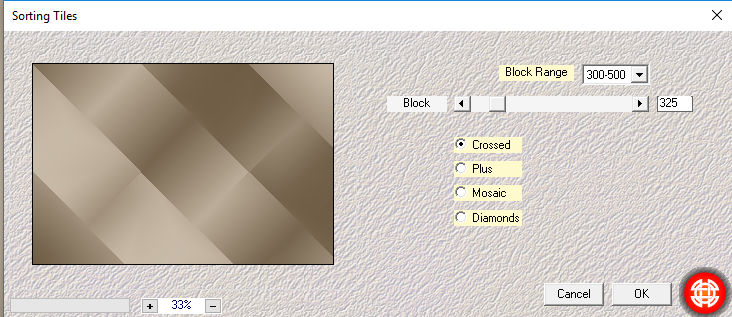 Sorting Tiles
Block Range 300-500
Block 325
Crossed
Plus
Mosaic
Diamonds
Cancel OK
+ 33% -